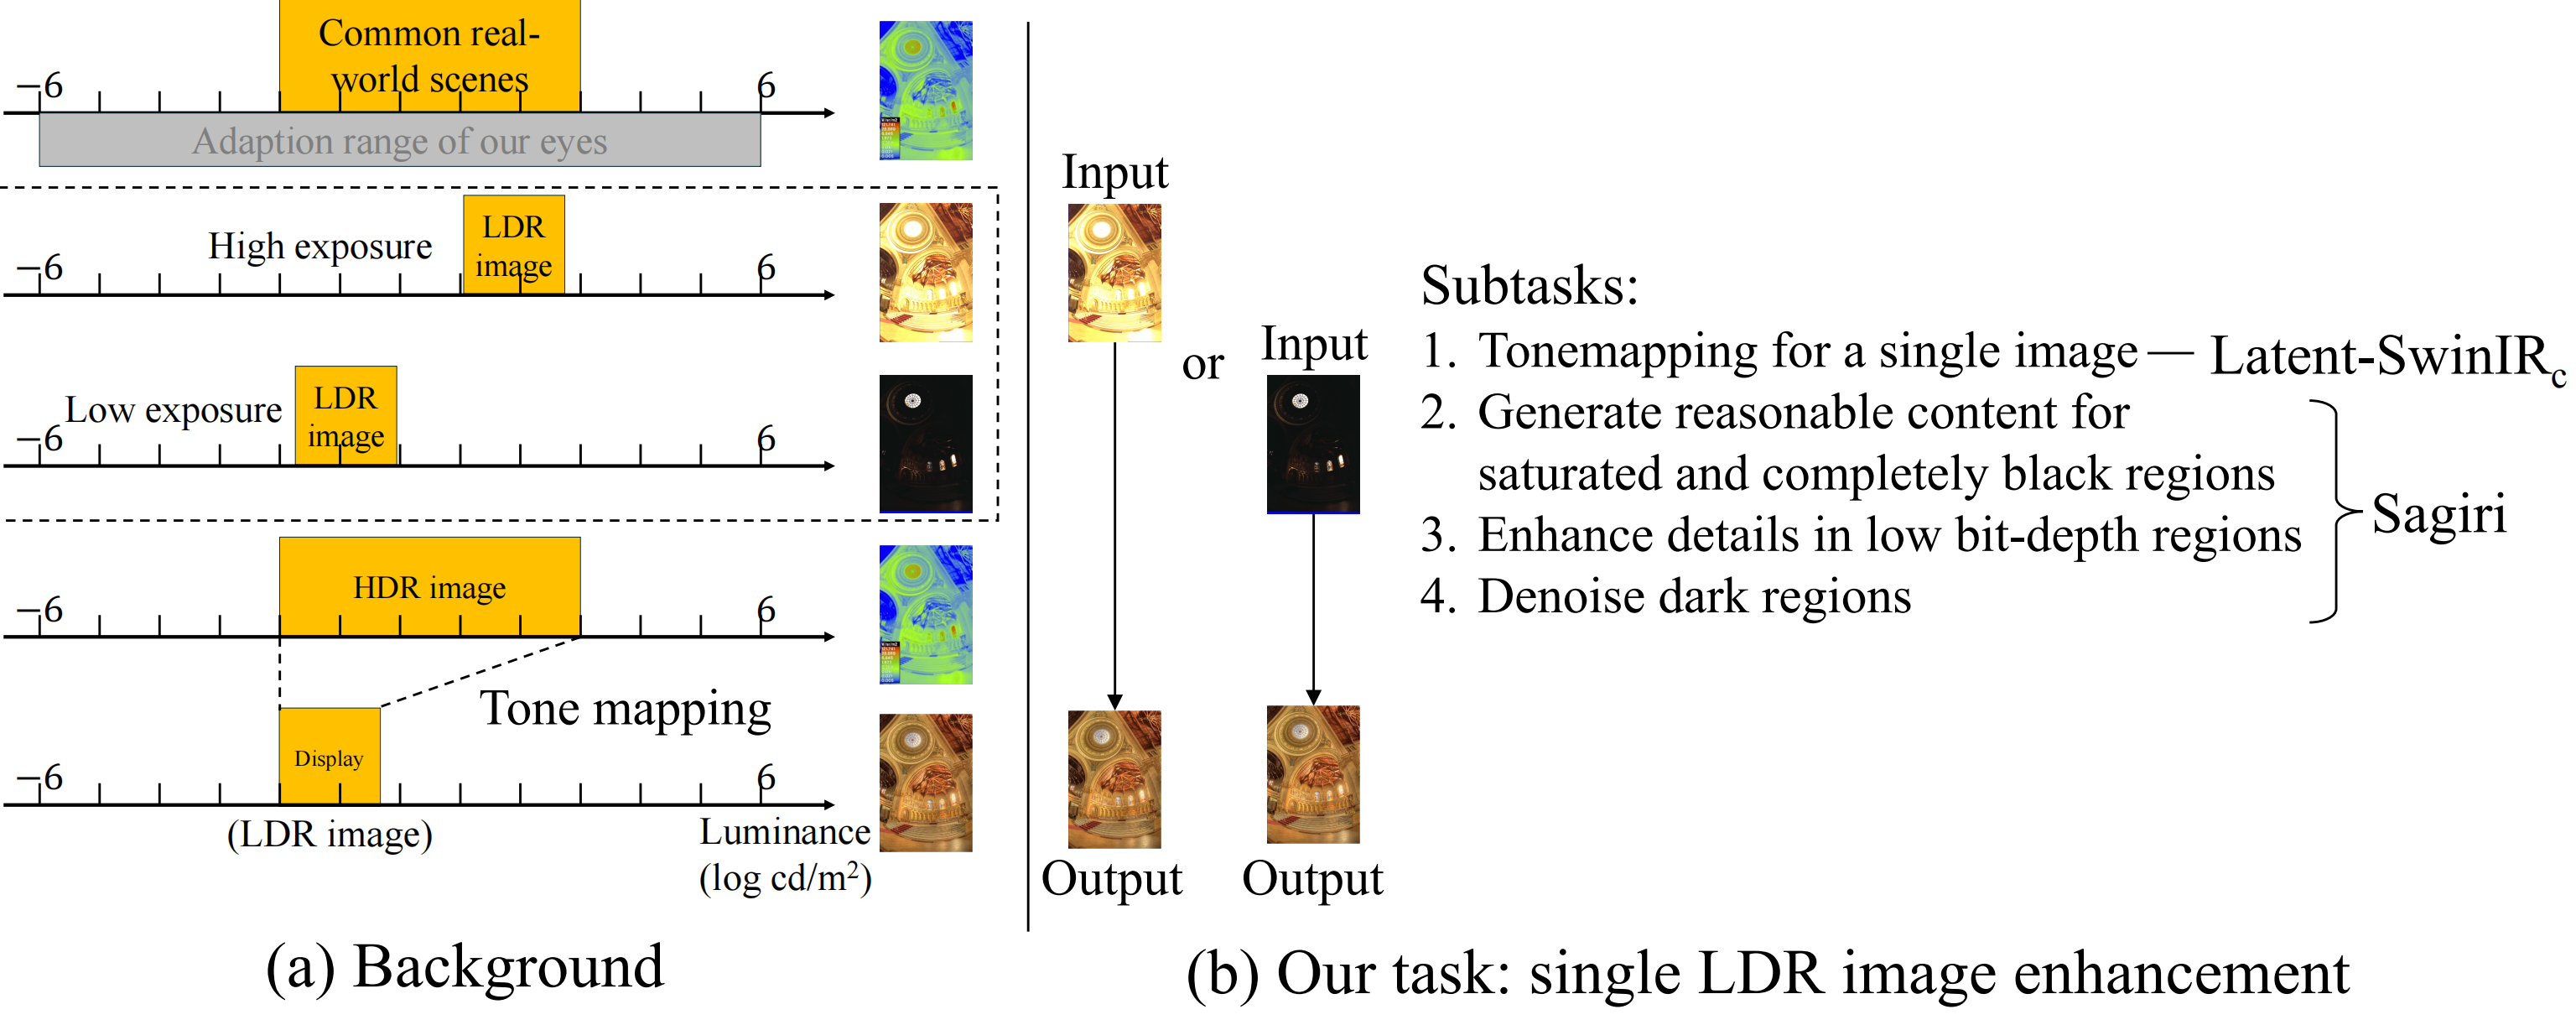 Common real-
world scenes
−6
6
Adaption range of our eyes
High exposure
LDR
image
−6
6
Low exposure
LDR
image
−6
6
HDR image
−6
6
Tone mapping
Display
−6
6
(LDR image)
Luminance
(log cd/m²)
(a) Background
Input
or
Input
Output
Output
Subtasks:
1. Tonemapping for a single image — Latent-SwinIRc
2. Generate reasonable content for
saturated and completely black regions
3. Enhance details in low bit-depth regions
4. Denoise dark regions
Sagiri
(b) Our task: single LDR image enhancement